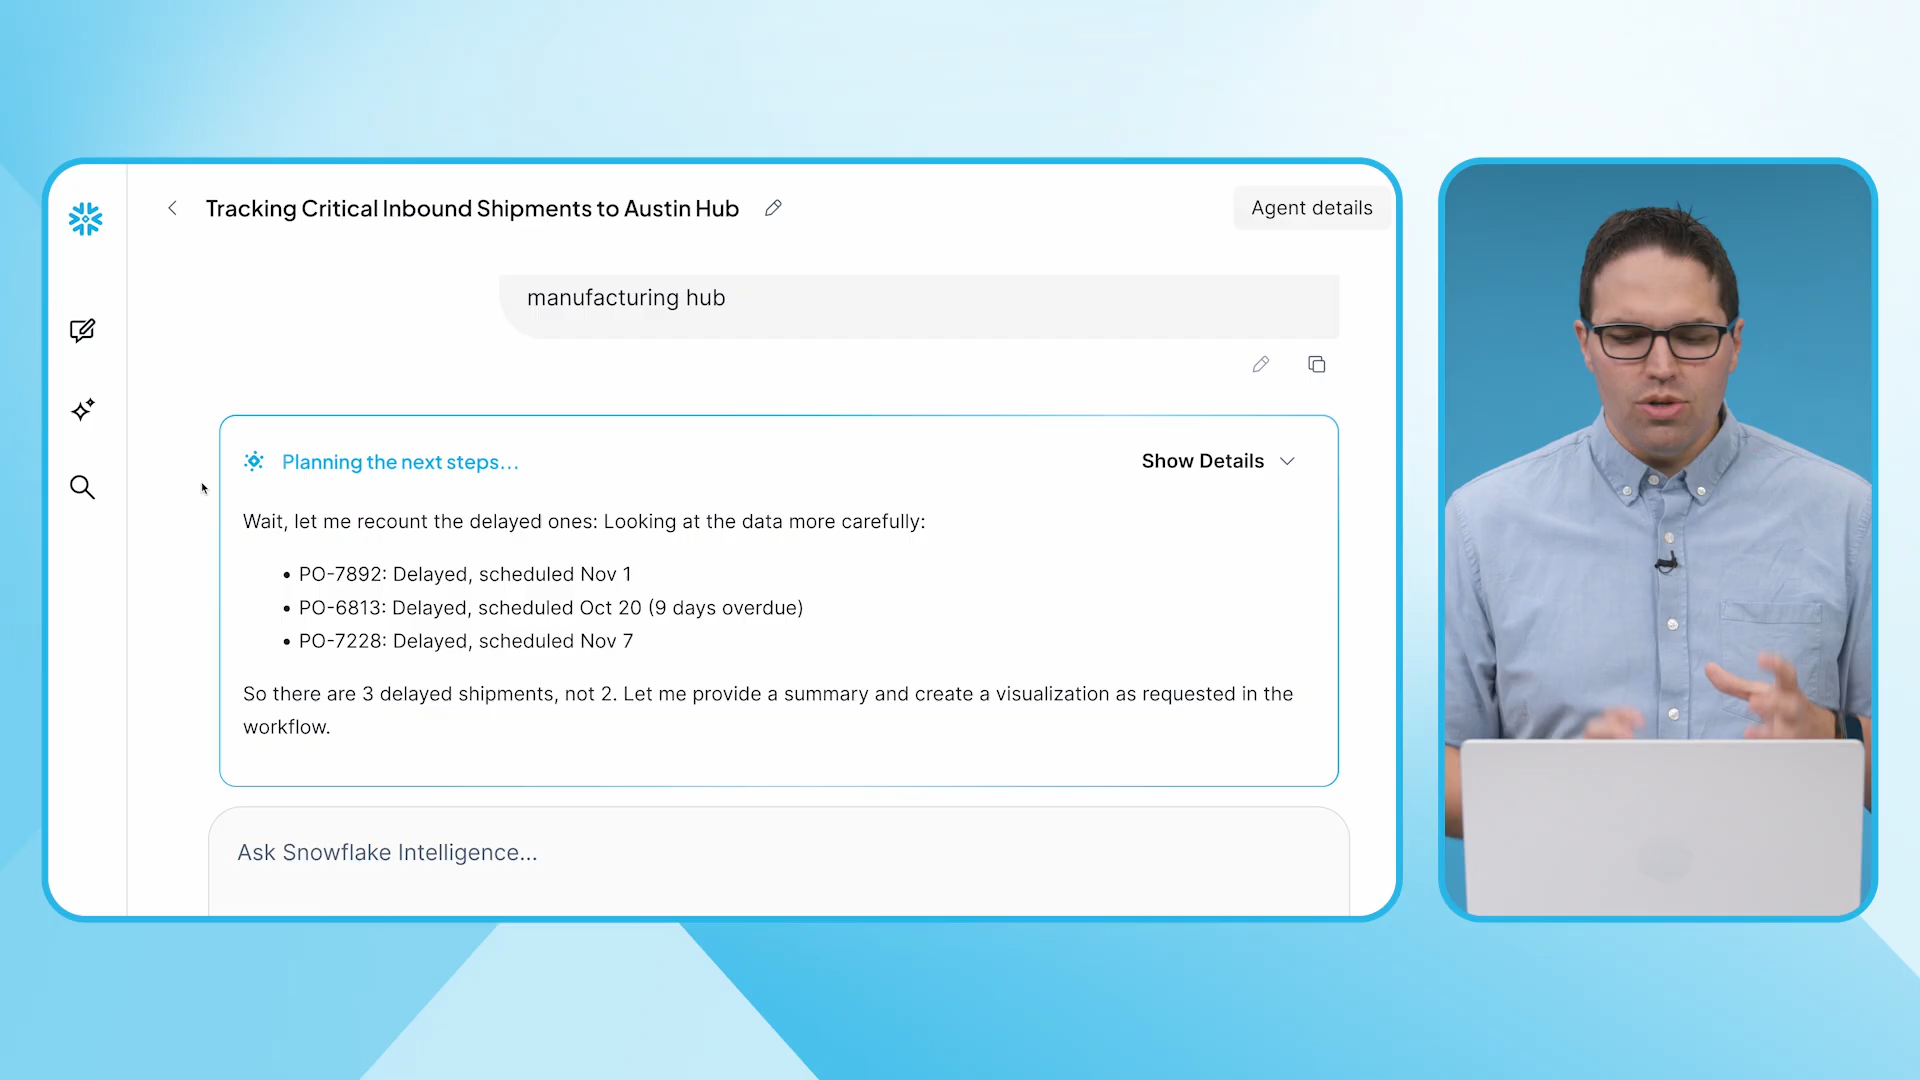 Tracking Critical Inbound Shipments to Austin Hub
Agent details
manufacturing hub
Planning the next steps...
Show Details
Wait, let me recount the delayed ones: Looking at the data more carefully:
• PO-7892: Delayed, scheduled Nov 1
• PO-6813: Delayed, scheduled Oct 20 (9 days overdue)
• PO-7228: Delayed, scheduled Nov 7
So there are 3 delayed shipments, not 2. Let me provide a summary and create a visualization as requested in the
workflow.
Ask Snowflake Intelligence...